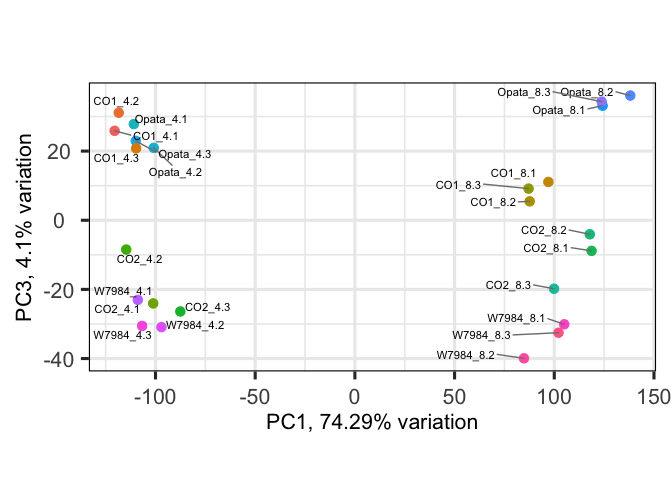 Opata_8.3
Opata_8.2
CO1_4.2
Opata_8.1
Opata_4.1
CO1_4.1
CO1_4.3
Opata_4.3
Opata_4.2
CO1_8.1
CO1_8.3
CO1_8.2
CO2_8.2
CO2_8.1
CO2_4.2
CO2_8.3
W7984_4.1
CO2_4.3
CO2_4.1
W7984_4.2
W7984_4.3
W7984_8.1
W7984_8.3
W7984_8.2
20
0
-20
-40
PC3, 4.1% variation
-100
-50
0
50
100
150
PC1, 74.29% variation